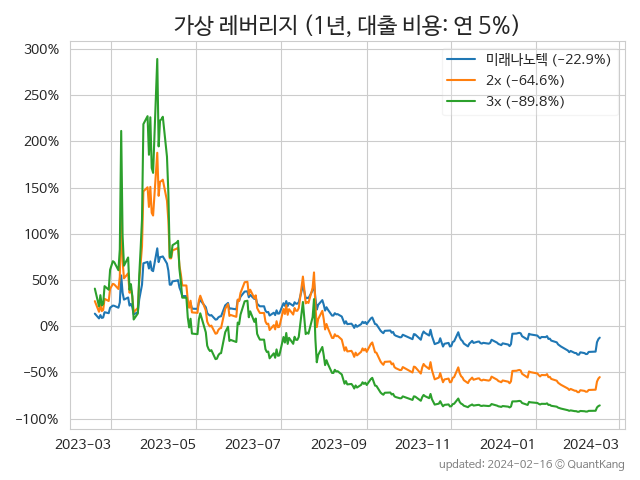 가상 레버리지 (1년, 대출 비용: 연 5%)
300%
250%
200%
150%
100%
50%
0%
−50%
−100%
미래나노텍 (-22.9%)
2x (-64.6%)
3x (-89.8%)
2023-03 2023-05 2023-07 2023-09 2023-11 2024-01 2024-03
updated: 2024-02-16 © QuantKang